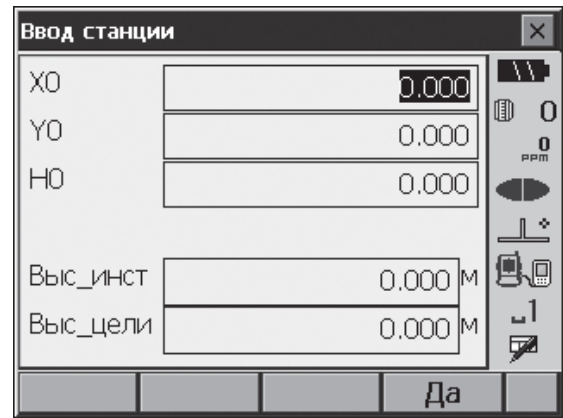 Ввод станции
X0 0.000
Y0 0.000
H0 0.000
Выс_инст 0.000 м
Выс_цели 0.000 м
0
0
PPM
1
Да